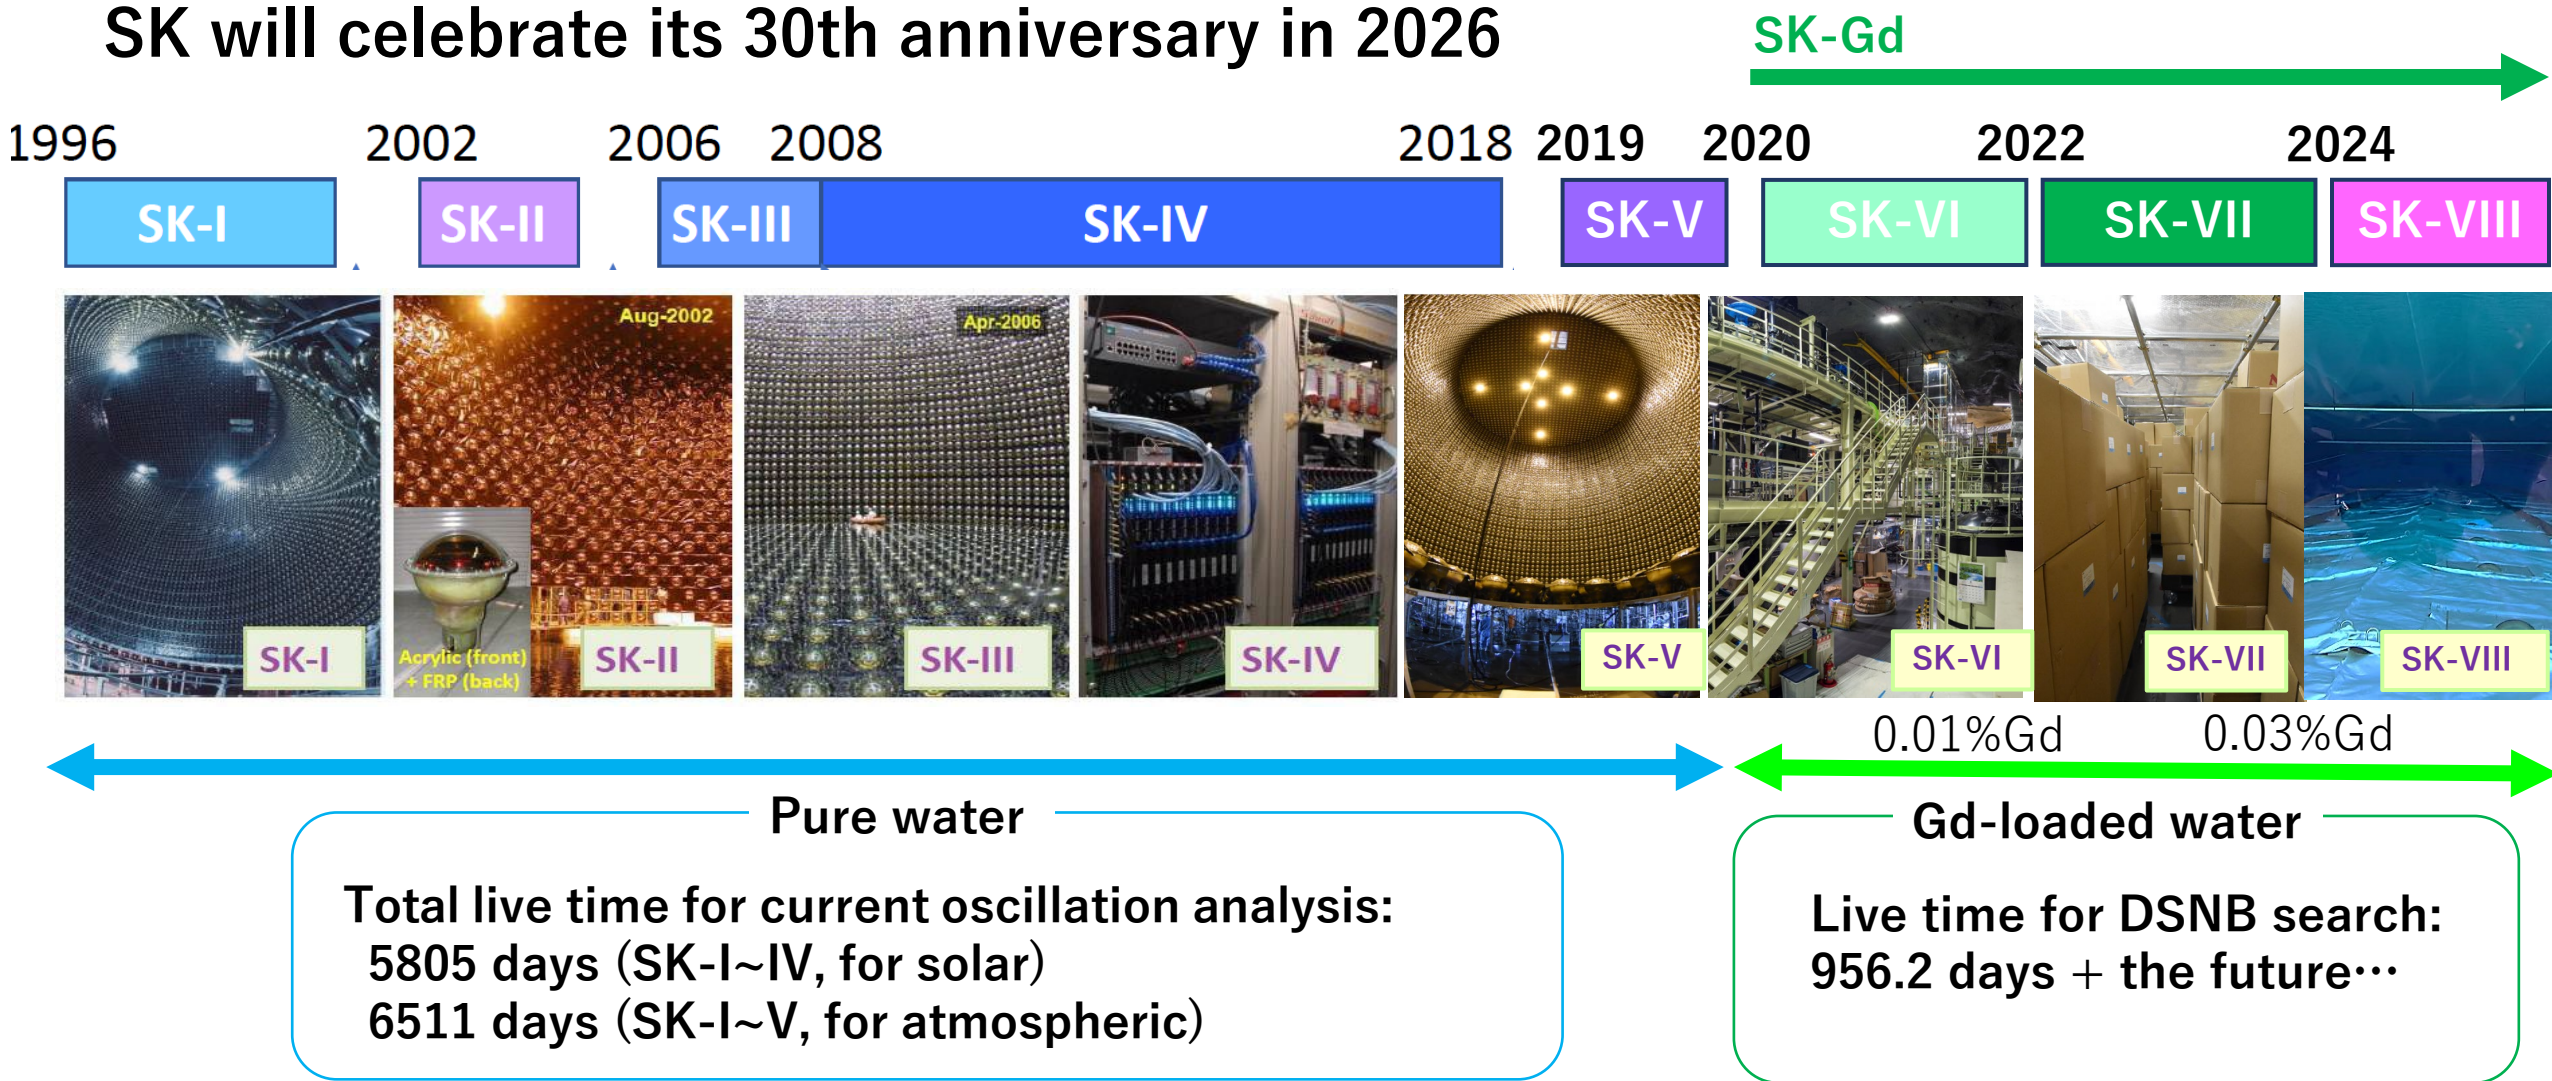 SK will celebrate its 30th anniversary in 2026
SK-Gd
1996 2002 2006 2008 2018 2019 2020 2022 2024
SK-I SK-II SK-III SK-IV SK-V SK-VI SK-VII SK-VIII
Aug-2002
Apr-2006
Acrylic (front)
+ FRP (back)
SK-I SK-II SK-III SK-IV SK-V SK-VI SK-VII SK-VIII
0.01%Gd 0.03%Gd
Pure water
Total live time for current oscillation analysis:
5805 days (SK-I~IV, for solar)
6511 days (SK-I~V, for atmospheric)
Gd-loaded water
Live time for DSNB search:
956.2 days + the future…